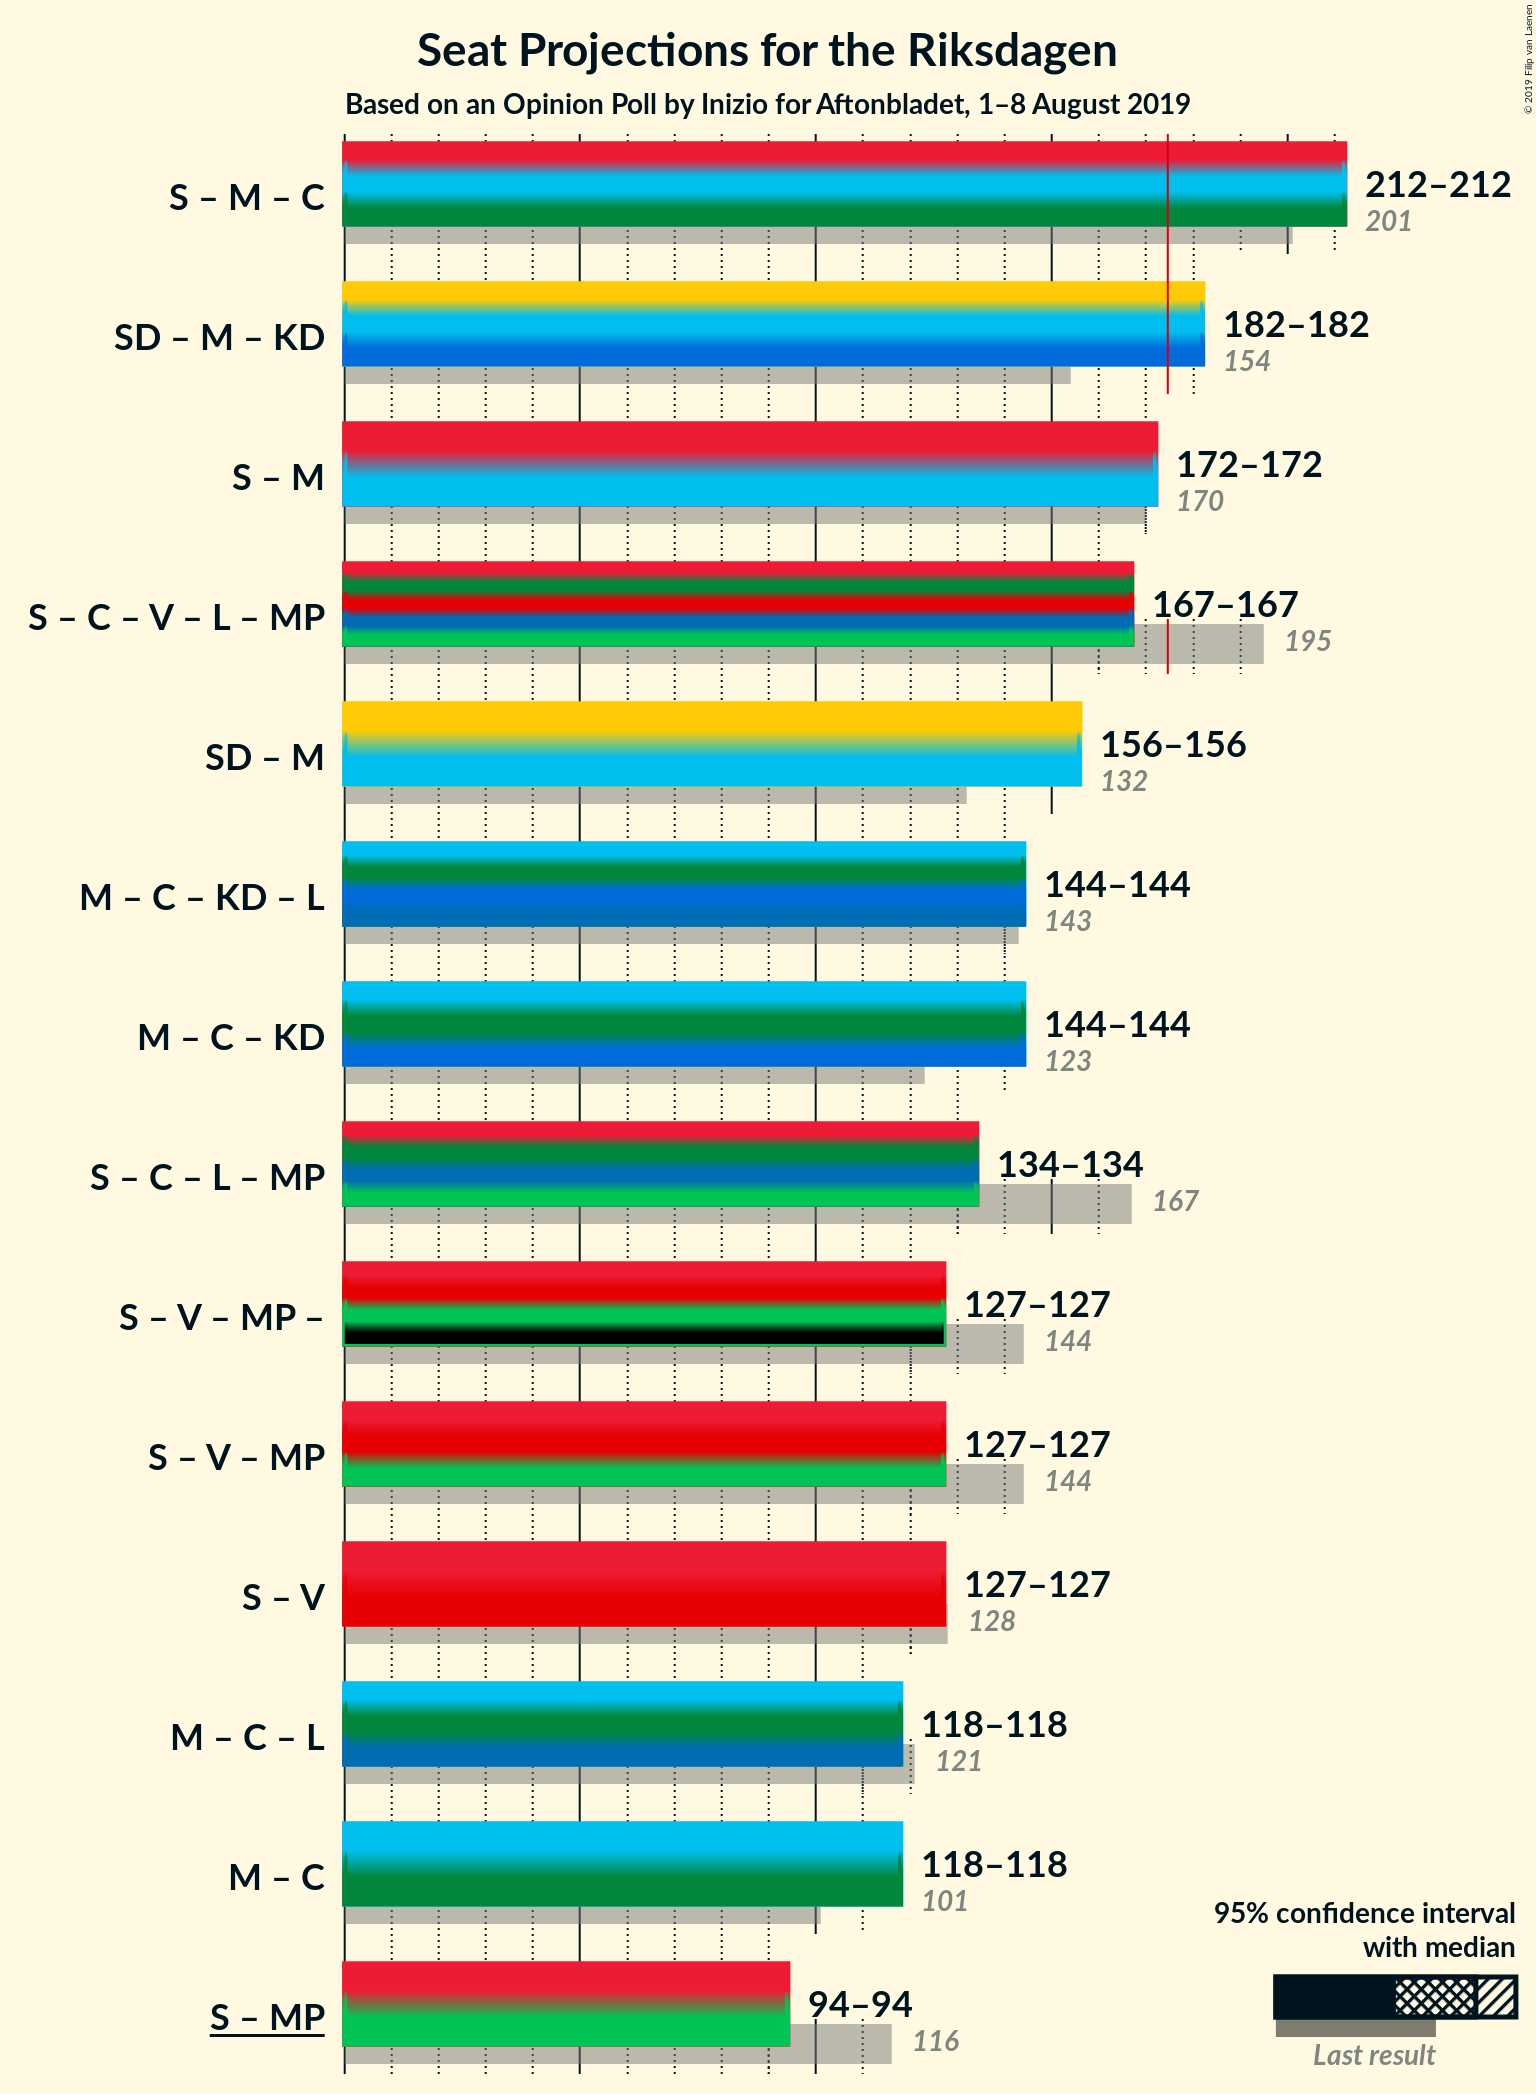 Seat Projections for the Riksdagen
Based on an Opinion Poll by Inizio for Aftonbladet, 1–8 August 2019
© 2019 Filip van Laenen
S – M – C
212–212
201
SD – M – KD
182–182
154
S – M
172–172
170
S – C – V – L – MP
167–167
195
SD – M
156–156
132
M – C – KD – L
144–144
143
M – C – KD
144–144
123
S – C – L – MP
134–134
167
S – V – MP –
127–127
144
S – V – MP
127–127
144
S – V
127–127
128
M – C – L
118–118
121
M – C
118–118
101
S – MP
94–94
116
95% confidence interval
with median
Last result